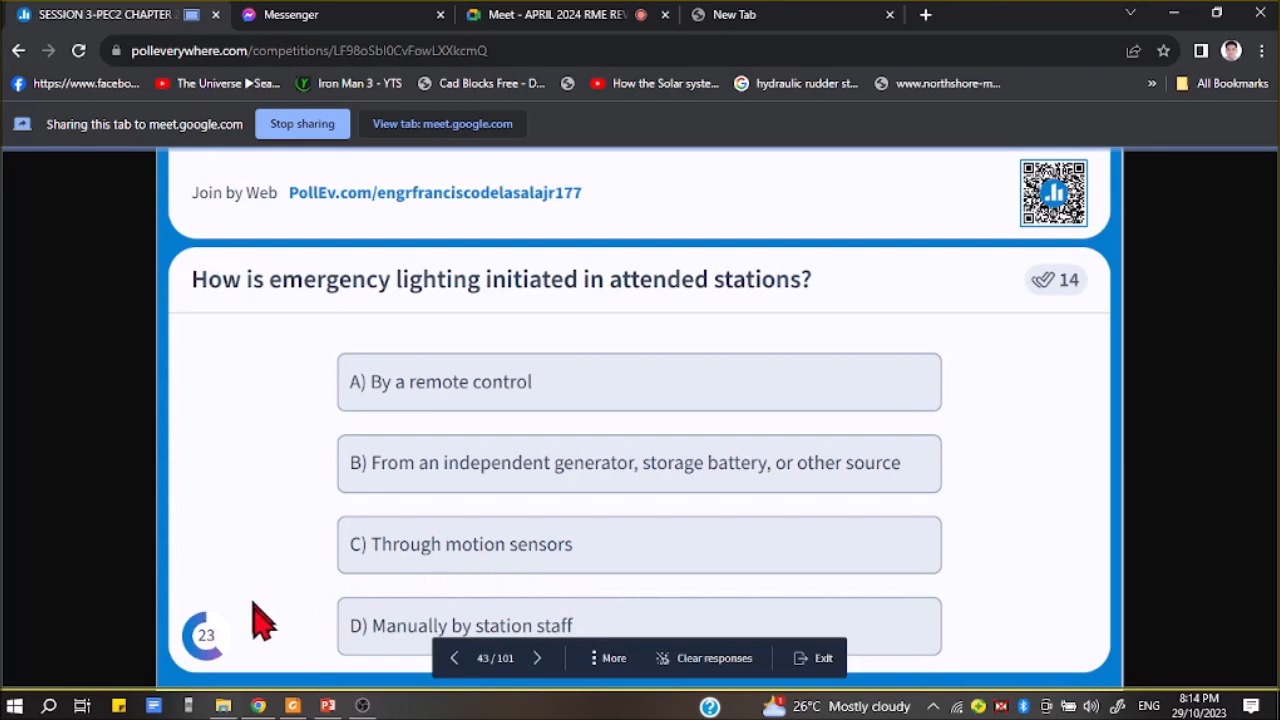 SESSION 3-PEC2 CHAPTER 2
Messenger
Meet - APRIL 2024 RME REV
New Tab
polleverywhere.com/competitions/LF98oSbI0CvFowLXXkcmQ
https://www.facebo...
The Universe ▶Sea...
Iron Man 3 - YTS
Cad Blocks Free - D...
How the Solar syste...
hydraulic rudder st...
www.northshore-m...
»
All Bookmarks
Sharing this tab to meet.google.com
Stop sharing
View tab: meet.google.com
Join by Web PollEv.com/engrfranciscodelasalajr177
How is emergency lighting initiated in attended stations?
14
A) By a remote control
B) From an independent generator, storage battery, or other source
C) Through motion sensors
D) Manually by station staff
23
43 / 101
More
Clear responses
Exit
26°C Mostly cloudy
ENG
8:14 PM
29/10/2023